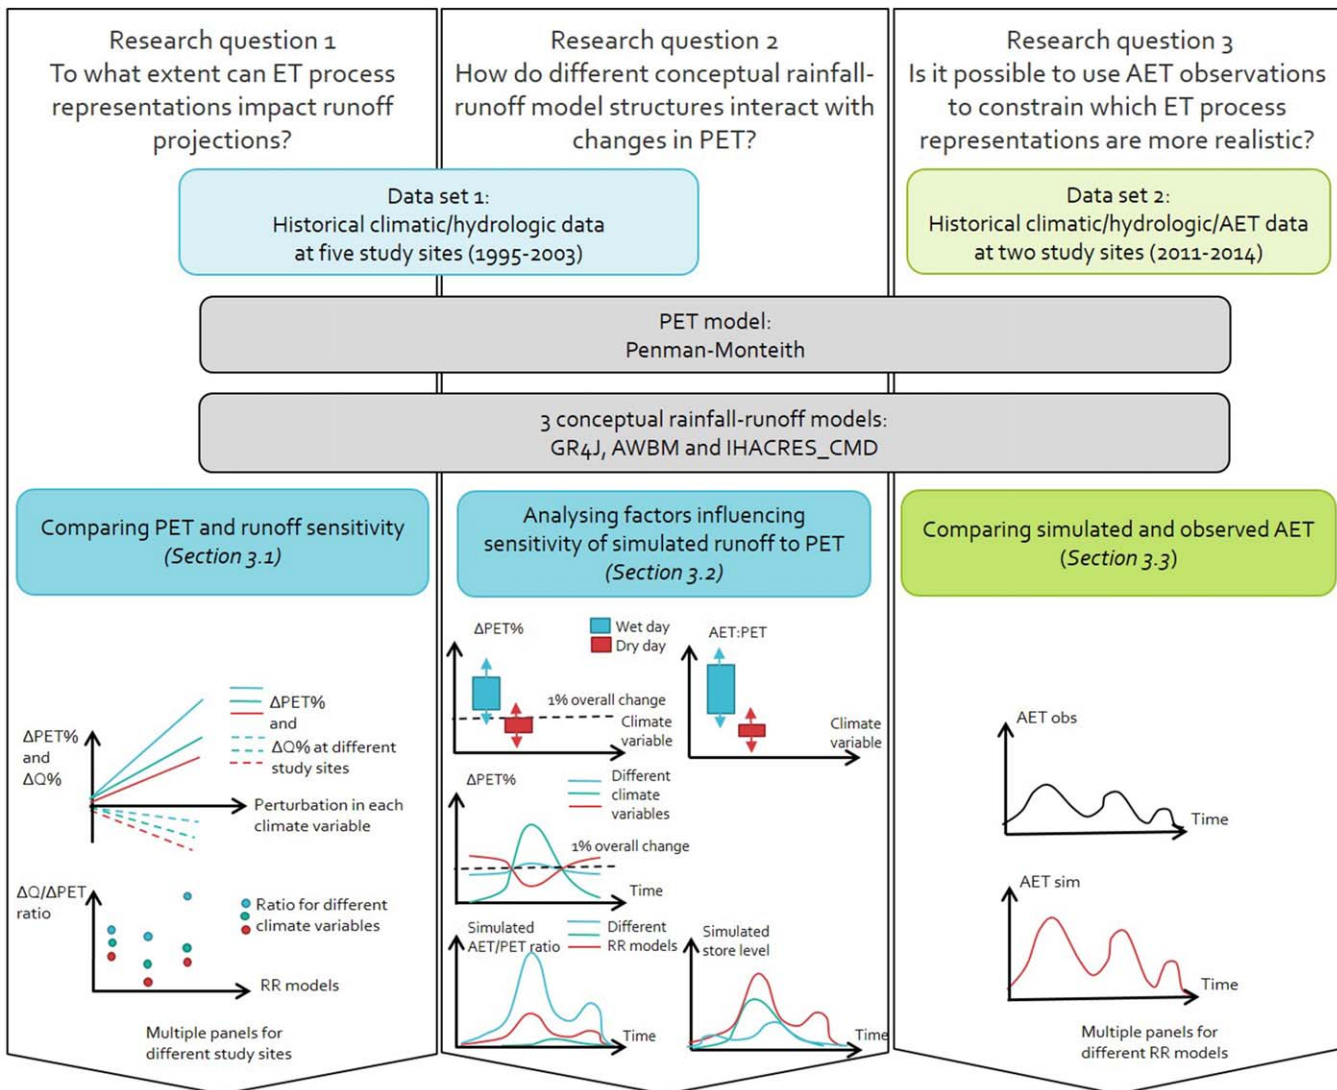 Research question 1
To what extent can ET process
representations impact runoff
projections?
Research question 2
How do different conceptual rainfall-
runoff model structures interact with
changes in PET?
Research question 3
Is it possible to use AET observations
to constrain which ET process
representations are more realistic?
Data set 1:
Historical climatic/hydrologic data
at five study sites (1995-2003)
Data set 2:
Historical climatic/hydrologic/AET data
at two study sites (2011-2014)
PET model:
Penman-Monteith
3 conceptual rainfall-runoff models:
GR4J, AWBM and IHACRES_CMD
Comparing PET and runoff sensitivity
(Section 3.1)
Analysing factors influencing
sensitivity of simulated runoff to PET
(Section 3.2)
Comparing simulated and observed AET
(Section 3.3)
ΔPET%
and
ΔQ%
ΔPET%
and
ΔQ% at different
study sites
Perturbation in each
climate variable
ΔQ/ΔPET
ratio
Ratio for different
climate variables
RR models
Multiple panels for
different study sites
ΔPET%
Wet day
Dry day
1% overall change
Climate
variable
AET:PET
Climate
variable
ΔPET%
Different
climate
variables
1% overall change
Time
Simulated
AET/PET ratio
Different
RR models
Time
Simulated
store level
Time
AET obs
Time
AET sim
Time
Multiple panels for
different RR models